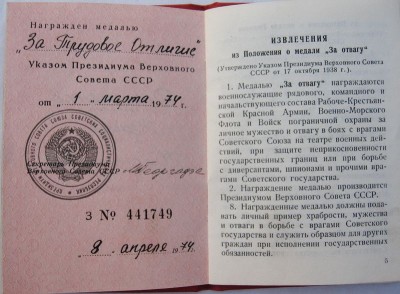 Награжден медалью
„За Трудовое Отличие"
Указом Президиума Верховного
Совета СССР
от „ 1 марта 1974 г.
Секретарь Президиума
Верховного Совета СССР
З № 441749
8 апреля 1974
ИЗВЛЕЧЕНИЯ
из Положения о медали „За отвагу"
(Утверждено Указом Президиума Верховного Совета
СССР от 17 октября 1938 г.).
1. Медалью „За отвагу" награждаются
военнослужащие рядового, командного и
начальствующего состава Рабоче-Крестьян-
ской Красной Армии, Военно-Морского
Флота и Войск пограничной охраны за
личное мужество и отвагу в боях с врагами
Советского Союза на театре военных дей-
ствий, при защите неприкосновенности
государственных границ или при борьбе
с диверсантами, шпионами и прочими вра-
гами Советского государства.
2. Награждение медалью производится
Президиумом Верховного Совета СССР.
8. Награжденные медалью должны пода-
вать личный пример храбрости, мужества
и отваги в борьбе с врагами Советского
государства и служить образцом для других
граждан при исполнении государственных
обязанностей.
5